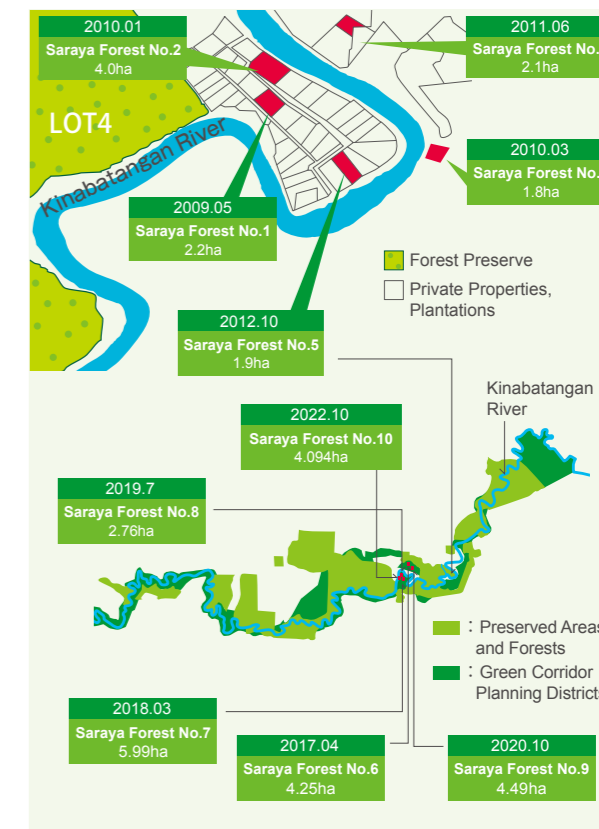 2010.01
Saraya Forest No.2
4.0ha
2011.06
Saraya Forest No.
2.1ha
LOT4
Kinabatangan River
2010.03
Saraya Forest No.
1.8ha
2009.05
Saraya Forest No.1
2.2ha
Forest Preserve
Private Properties,
Plantations
2012.10
Saraya Forest No.5
1.9ha
Kinabatangan
River
2022.10
Saraya Forest No.10
4.094ha
2019.7
Saraya Forest No.8
2.76ha
: Preserved Areas
and Forests
: Green Corridor
Planning Districts
2018.03
Saraya Forest No.7
5.99ha
2017.04
Saraya Forest No.6
4.25ha
2020.10
Saraya Forest No.9
4.49ha